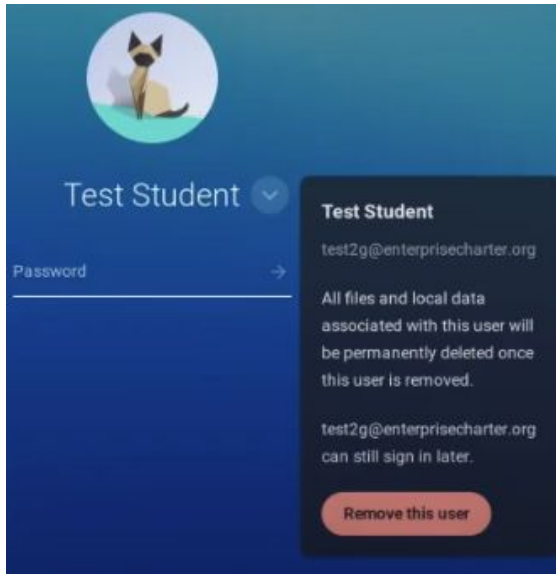 Test Student
Password
Test Student
test2g@enterprisecharter.org
All files and local data
associated with this user will
be permanently deleted once
this user is removed.
test2g@enterprisecharter.org
can still sign in later.
Remove this user